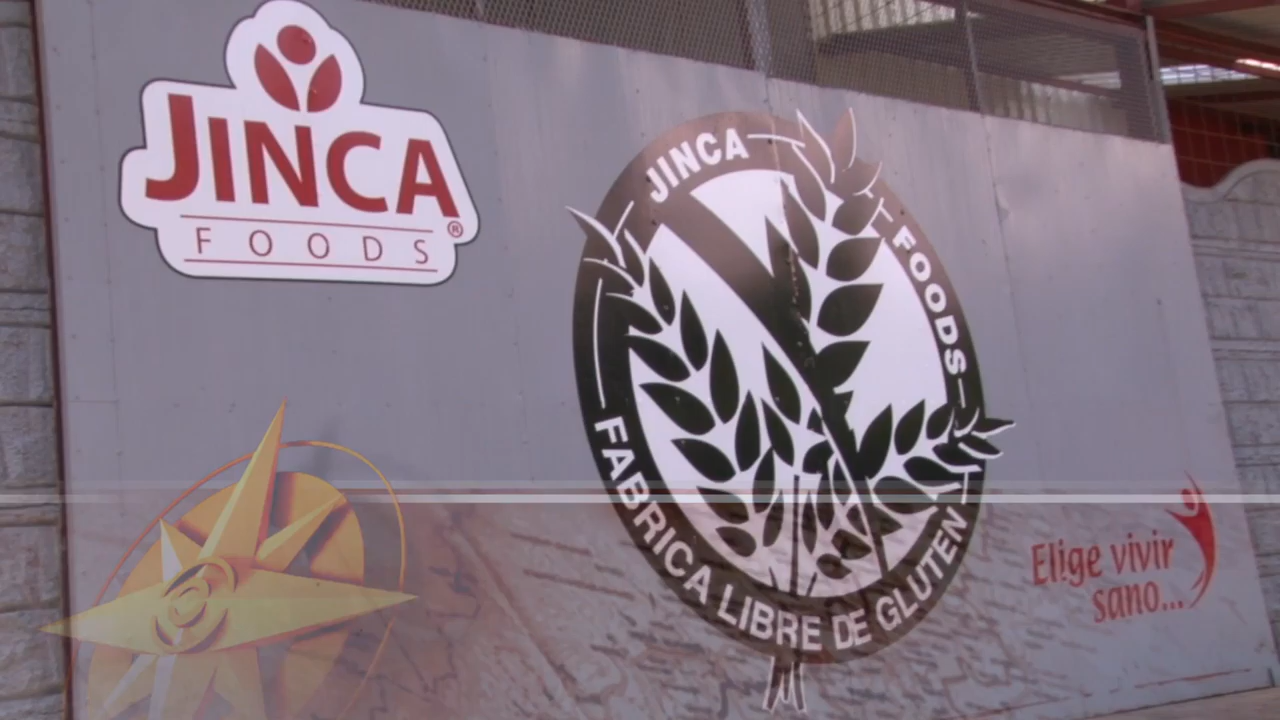 JINCA®
FOODS
JINCA FOODS
FABRICA LIBRE DE GLUTEN
Elige vivir
sano...